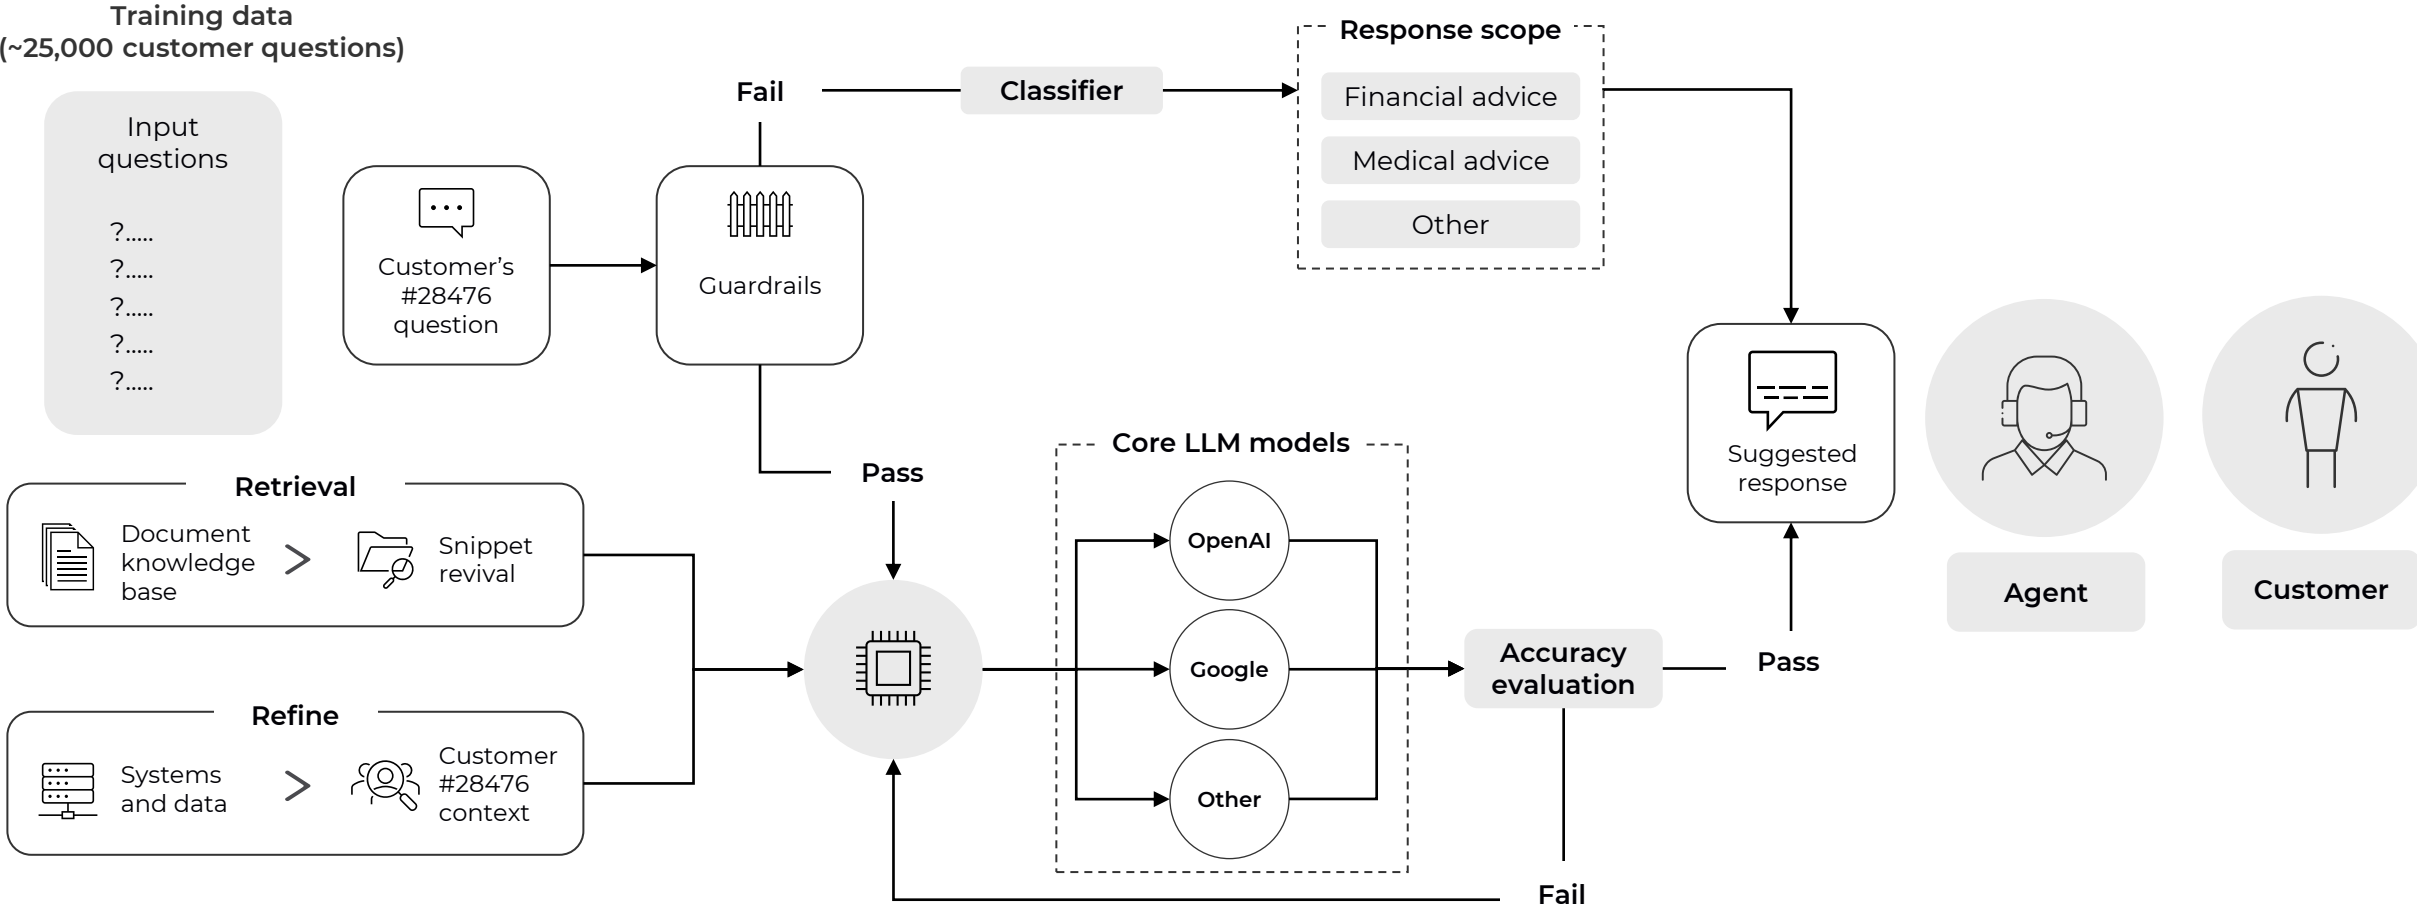 Training data
(~25,000 customer questions)
Input
questions
?.....
?.....
?.....
?.....
?.....
Customer’s
#28476
question
Guardrails
Fail
Classifier
Response scope
Financial advice
Medical advice
Other
Pass
Retrieval
Document
knowledge
base
>
Snippet
revival
Refine
Systems
and data
>
Customer
#28476
context
Core LLM models
OpenAI
Google
Other
Accuracy
evaluation
Pass
Fail
Suggested
response
Agent
Customer